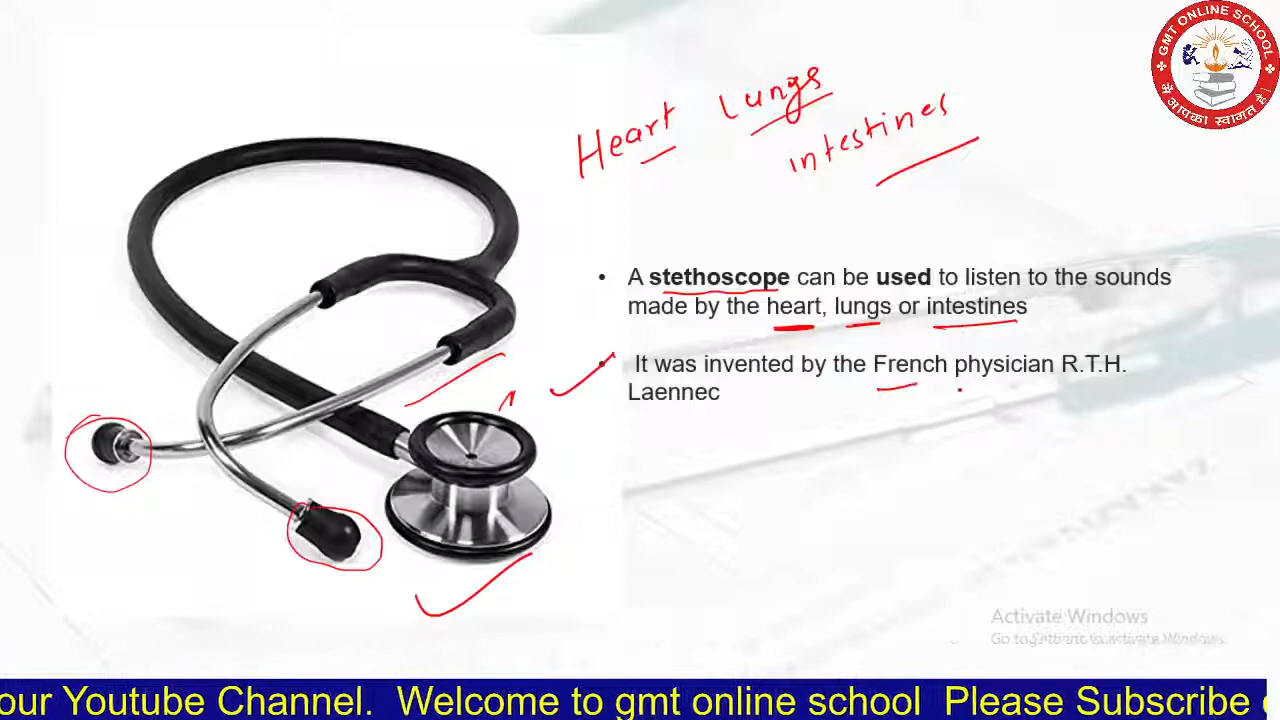 GMT ONLINE SCHOOL
में आपका स्वागत है।
Heart Lungs
intestines
• A stethoscope can be used to listen to the sounds
made by the heart, lungs or intestines
• It was invented by the French physician R.T.H.
Laennec
Activate Windows
our Youtube Channel. Welcome to gmt online school Please Subscribe